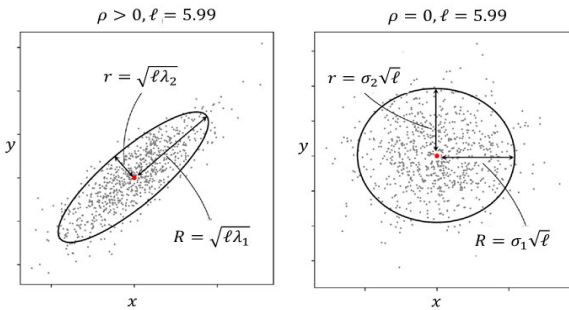 ρ > 0, ℓ = 5.99
r = √ℓλ₂
y
R = √ℓλ₁
x
ρ = 0, ℓ = 5.99
r = σ₂√ℓ
y
R = σ₁√ℓ
x